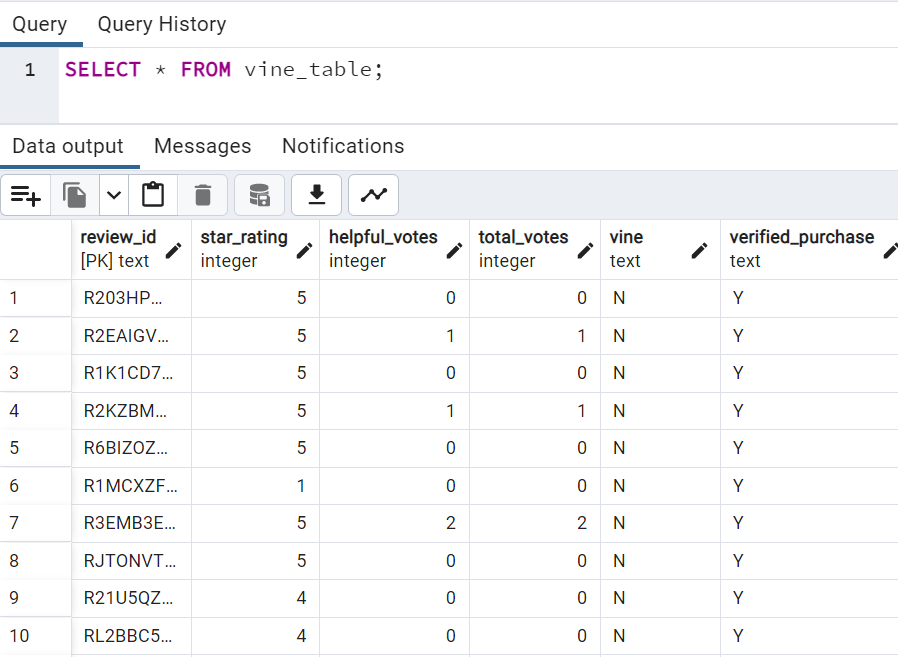 Query Query History
1 SELECT * FROM vine_table;
Data output Messages Notifications
review_id star_rating helpful_votes total_votes vine verified_purchase
[PK] text integer integer integer text text
1 R203HP... 5 0 0 N Y
2 R2EAIGV... 5 1 1 N Y
3 R1K1CD7... 5 0 0 N Y
4 R2KZBM... 5 1 1 N Y
5 R6BIZOZ... 5 0 0 N Y
6 R1MCXZF... 1 0 0 N Y
7 R3EMB3E... 5 2 2 N Y
8 RJTONVT... 5 0 0 N Y
9 R21U5QZ... 4 0 0 N Y
10 RL2BBC5... 4 0 0 N Y